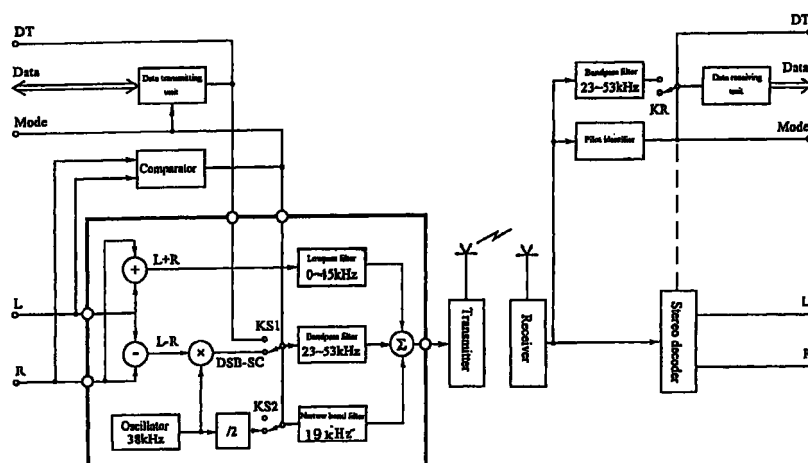 DT
Data
Data transmitting
unit
Mode
Comparator
L
R
+
L+R
-
L-R
×
DSB-SC
Oscillator
38kHz
/2
KS1
KS2
Lowpass filter
0~45kHz
Bandpass filter
23~53kHz
Narrow band filter
19 kHz
Σ
Transmitter
Receiver
Bandpass filter
23~53kHz
KR
Pilot identifier
Data receiving
unit
Stereo decoder
DT
Data
Mode
L
R